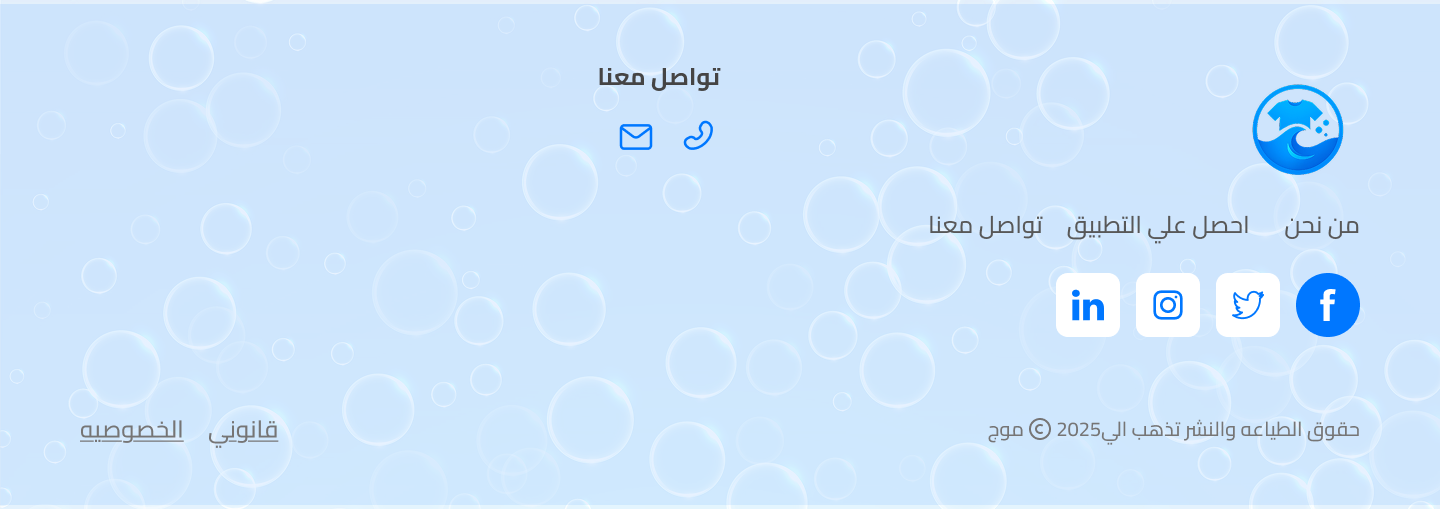 تواصل معنا
من نحن احصل علي التطبيق تواصل معنا
حقوق الطياعه والنشر تذهب الي2025 © موج
قانوني الخصوصيه